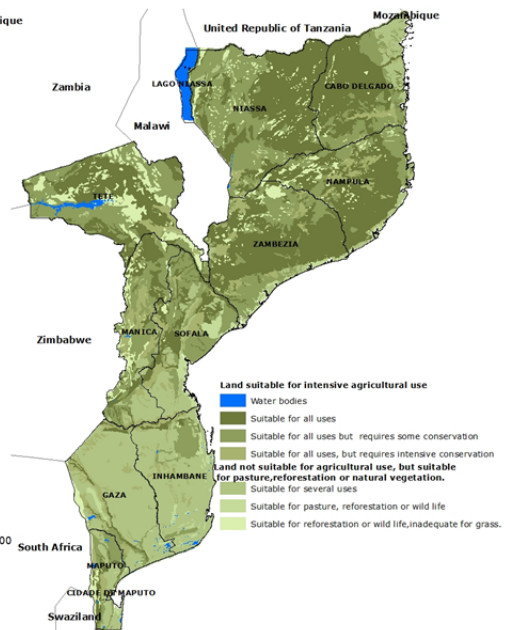 Mozambique
ique
United Republic of Tanzania
LAGO NIASSA
Zambia
CABO DELGADO
NIASSA
Malawi
NAMPULA
TETE
ZAMBEZIA
Zimbabwe
MANICA
SOFALA
Land suitable for intensive agricultural use
Water bodies
Suitable for all uses
Suitable for all uses but requires some conservation
Suitable for all uses, but requires intensive conservation
Land not suitable for agricultural use, but suitable
for pasture,reforestation or natural vegetation.
Suitable for several uses
Suitable for pasture, reforestation or wild life
Suitable for reforestation or wild life,inadequate for grass.
INHAMBANE
GAZA
00
South Africa
MAPUTO
CIDADE DE MAPUTO
Swaziland